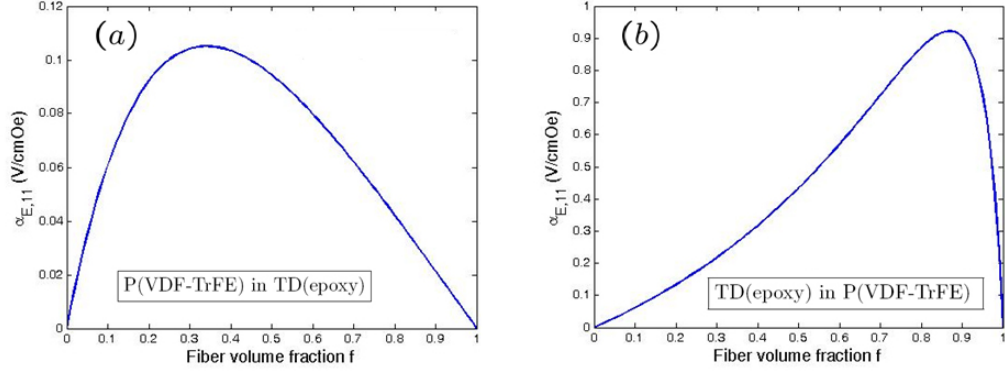 (a)
0.12
0.1
0.08
0.06
0.04
0.02
0
α_E,11 (V/cmOe)
P(VDF-TrFE) in TD(epoxy)
0 0.1 0.2 0.3 0.4 0.5 0.6 0.7 0.8 0.9 1
Fiber volume fraction f
(b)
1
0.9
0.8
0.7
0.6
0.5
0.4
0.3
0.2
0.1
0
α_E,11 (V/cmOe)
TD(epoxy) in P(VDF-TrFE)
0 0.1 0.2 0.3 0.4 0.5 0.6 0.7 0.8 0.9 1
Fiber volume fraction f